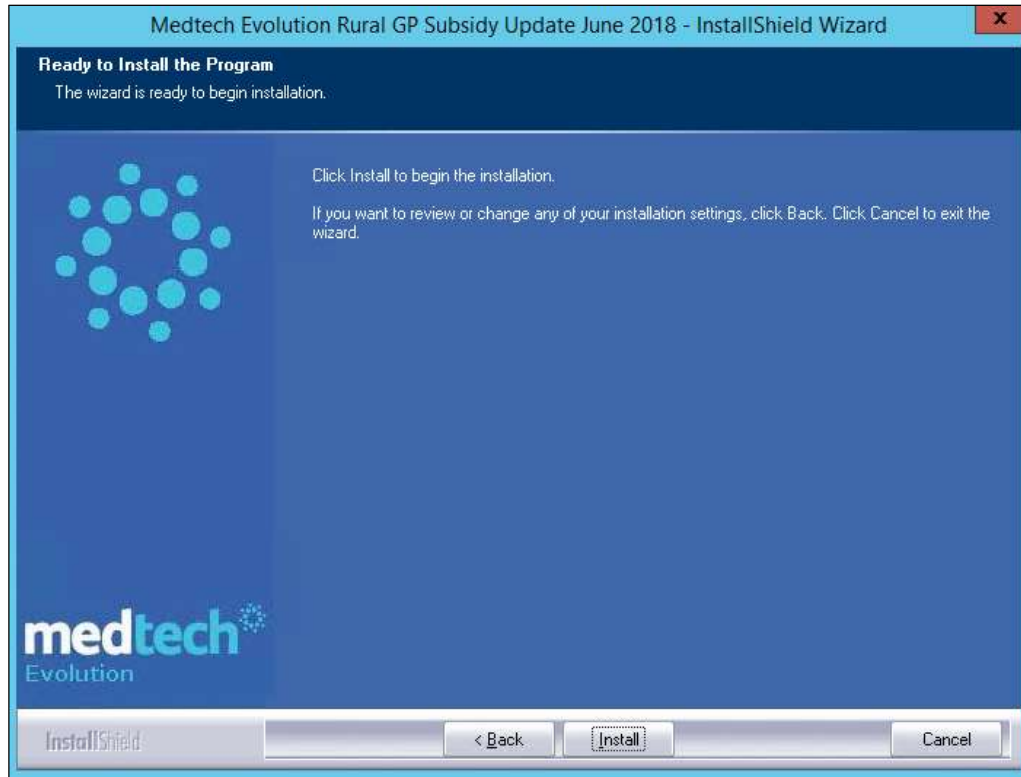 Medtech Evolution Rural GP Subsidy Update June 2018 - InstallShield Wizard
x
Ready to Install the Program
The wizard is ready to begin installation.
Click Install to begin the installation.
If you want to review or change any of your installation settings, click Back. Click Cancel to exit the
wizard.
medtech
Evolution
InstallShield
< Back
Install
Cancel